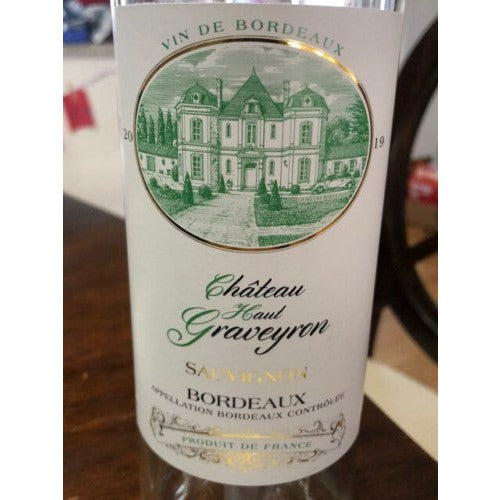 VIN DE BORDEAUX
20 19
Château
Haut
Graveyron
SAUVIGNON
BORDEAUX
APPELLATION BORDEAUX CONTRÔLÉE
PRODUIT DE FRANCE